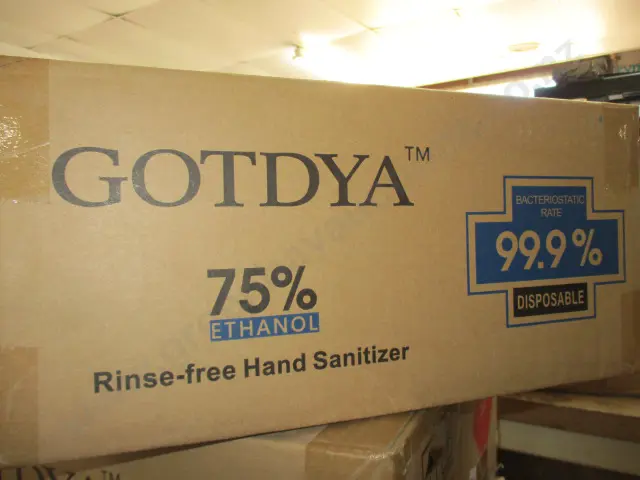 GOTDYA™
BACTERIOSTATIC
RATE
99.9%
75%
DISPOSABLE
ETHANOL
Rinse-free Hand Sanitizer